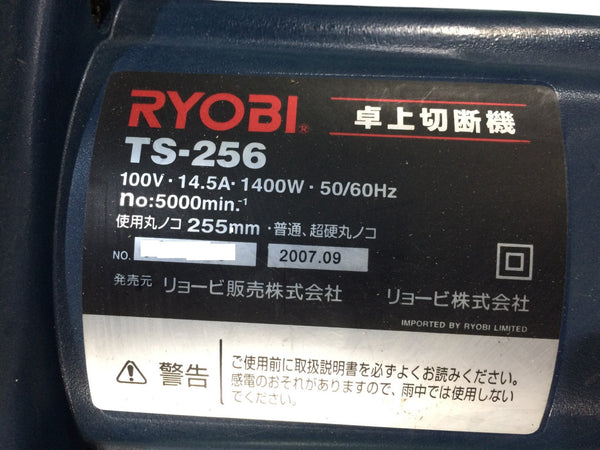 RYOBI® 卓上切断機
TS-256
100V・14.5A・1400W・50/60Hz
no:5000min.⁻¹
使用丸ノコ 255mm・普通、超硬丸ノコ
NO. 2007.09
発売元 リョービ販売株式会社 リョービ株式会社
IMPORTED BY RYOBI LIMITED
警告
ご使用前に取扱説明書を必ずよくお読みください。
感電のおそれがありますので、雨中では使用しない
でください。